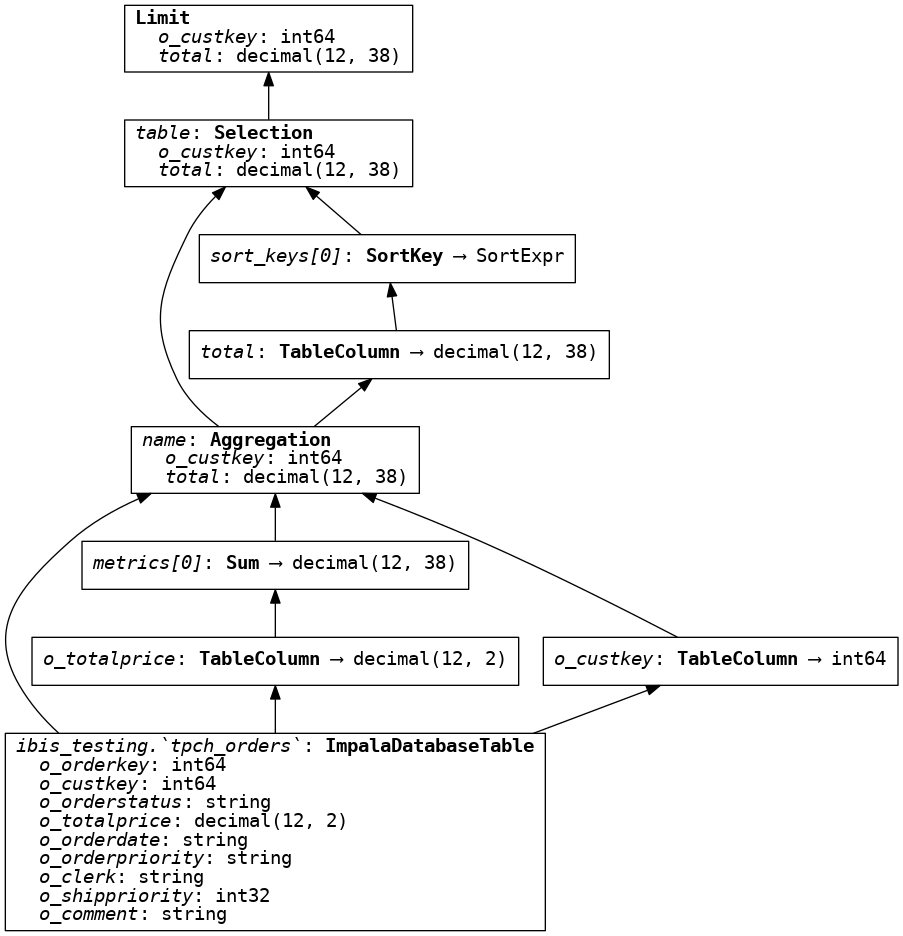 Limit
o_custkey: int64
total: decimal(12, 38)
table: Selection
o_custkey: int64
total: decimal(12, 38)
sort_keys[0]: SortKey → SortExpr
total: TableColumn → decimal(12, 38)
name: Aggregation
o_custkey: int64
total: decimal(12, 38)
metrics[0]: Sum → decimal(12, 38)
o_totalprice: TableColumn → decimal(12, 2)
o_custkey: TableColumn → int64
ibis_testing.`tpch_orders`: ImpalaDatabaseTable
o_orderkey: int64
o_custkey: int64
o_orderstatus: string
o_totalprice: decimal(12, 2)
o_orderdate: string
o_orderpriority: string
o_clerk: string
o_shippriority: int32
o_comment: string